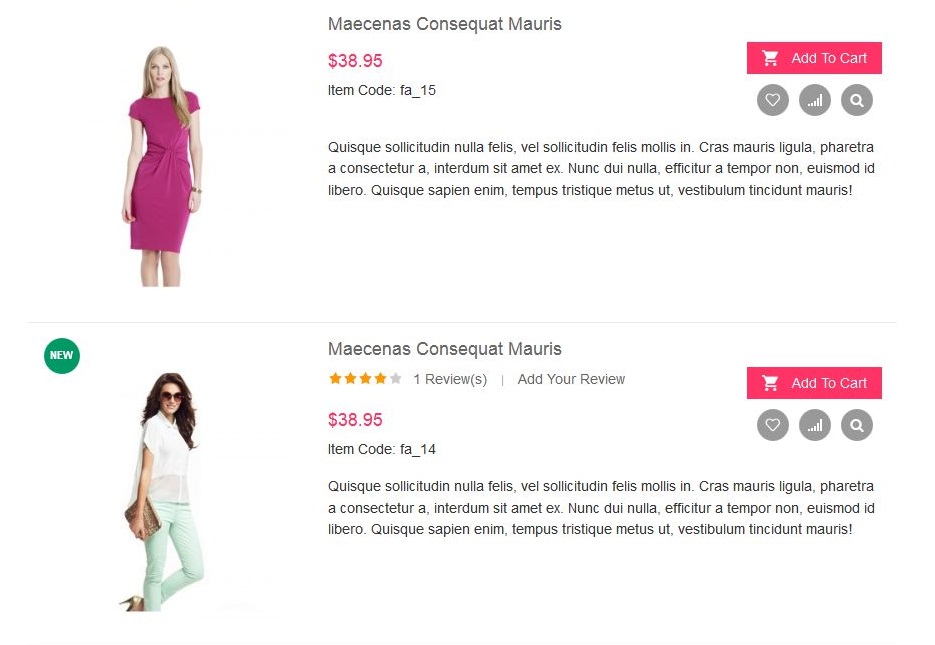 Maecenas Consequat Mauris
$38.95
Add To Cart
Item Code: fa_15
Quisque sollicitudin nulla felis, vel sollicitudin felis mollis in. Cras mauris ligula, pharetra
a consectetur a, interdum sit amet ex. Nunc dui nulla, efficitur a tempor non, euismod id
libero. Quisque sapien enim, tempus tristique metus ut, vestibulum tincidunt mauris!
NEW
Maecenas Consequat Mauris
1 Review(s) | Add Your Review
Add To Cart
$38.95
Item Code: fa_14
Quisque sollicitudin nulla felis, vel sollicitudin felis mollis in. Cras mauris ligula, pharetra
a consectetur a, interdum sit amet ex. Nunc dui nulla, efficitur a tempor non, euismod id
libero. Quisque sapien enim, tempus tristique metus ut, vestibulum tincidunt mauris!